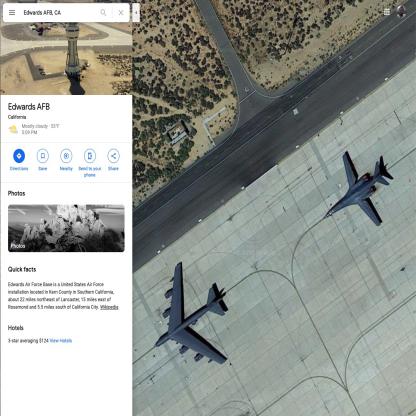 Edwards AFB, CA
Edwards AFB
California
Mostly cloudy · 55°F
5:09 PM
Directions
Save
Nearby
Send to your phone
Share
Photos
Photos
Quick facts
Edwards Air Force Base is a United States Air Force
installation located in Kern County in Southern California,
about 22 miles northeast of Lancaster, 15 miles east of
Rosamond and 5.5 miles south of California City. Wikipedia
Hotels
3-star averaging $124 View Hotels